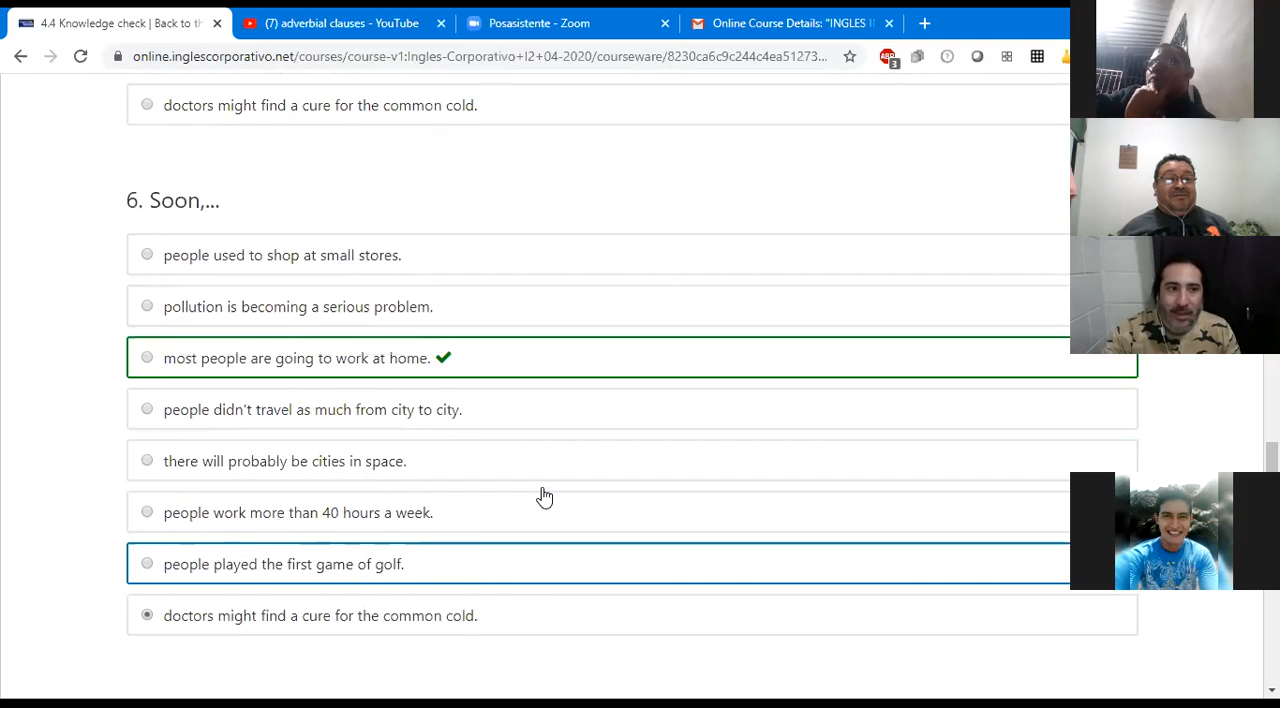 4.4 Knowledge check | Back to th
(7) adverbial clauses - YouTube
Posasistente - Zoom
Online Course Details: "INGLES I
online.inglescorporativo.net/courses/course-v1:Ingles-Corporativo+I2+04-2020/courseware/8230ca6c9c244c4ea51273...
3
doctors might find a cure for the common cold.
6. Soon,...
people used to shop at small stores.
pollution is becoming a serious problem.
most people are going to work at home.
people didn't travel as much from city to city.
there will probably be cities in space.
people work more than 40 hours a week.
people played the first game of golf.
doctors might find a cure for the common cold.